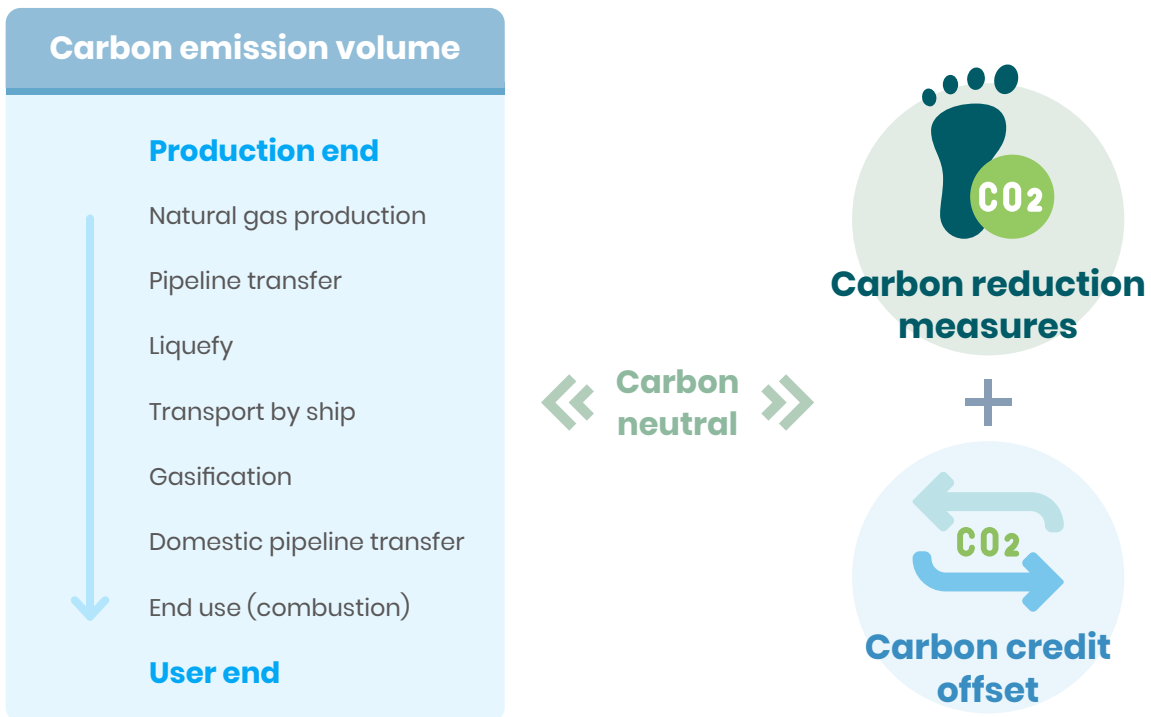 Carbon emission volume
Production end
Natural gas production
Pipeline transfer
Liquefy
Transport by ship
Gasification
Domestic pipeline transfer
End use (combustion)
User end
Carbon
neutral
CO2
Carbon reduction
measures
+
CO2
Carbon credit
offset